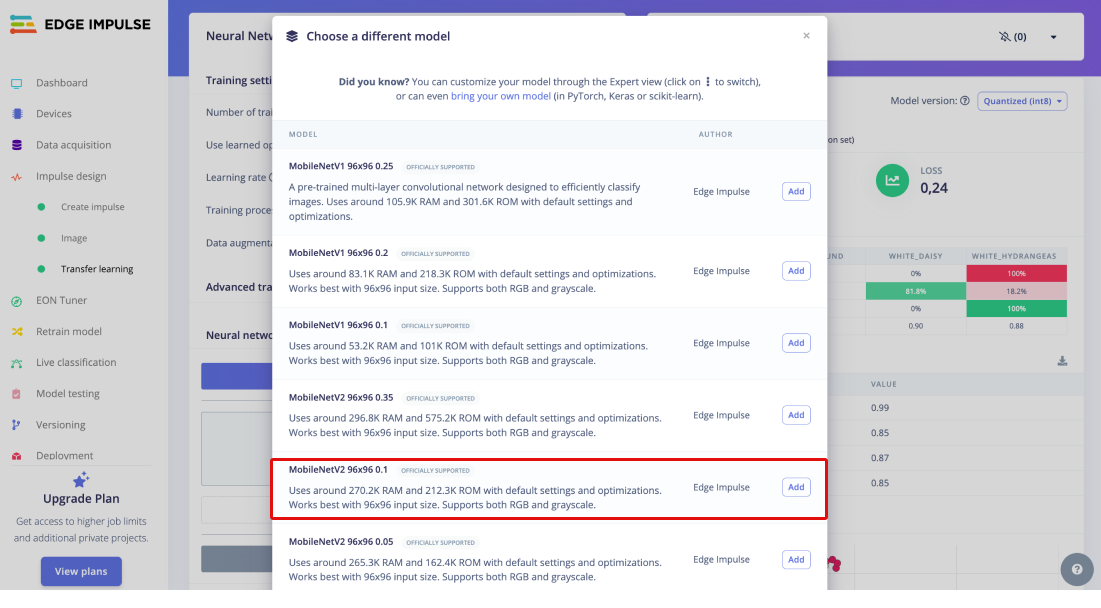 EDGE IMPULSE
Dashboard
Devices
Data acquisition
Impulse design
Create impulse
Image
Transfer learning
EON Tuner
Retrain model
Live classification
Model testing
Versioning
Deployment
Upgrade Plan
Get access to higher job limits
and additional private projects.
View plans
Neural Netw
Training setti
Number of trai
Use learned op
Learning rate
Training proce
Data augmenta
Advanced tra
Neural netwo
Choose a different model
×
Did you know? You can customize your model through the Expert view (click on ⋮ to switch),
or can even bring your own model (in PyTorch, Keras or scikit-learn).
MODEL AUTHOR
MobileNetV1 96x96 0.25 OFFICIALLY SUPPORTED
A pre-trained multi-layer convolutional network designed to efficiently classify
images. Uses around 105.9K RAM and 301.6K ROM with default settings and
optimizations.
Edge Impulse Add
MobileNetV1 96x96 0.2 OFFICIALLY SUPPORTED
Uses around 83.1K RAM and 218.3K ROM with default settings and optimizations.
Works best with 96x96 input size. Supports both RGB and grayscale.
Edge Impulse Add
MobileNetV1 96x96 0.1 OFFICIALLY SUPPORTED
Uses around 53.2K RAM and 101K ROM with default settings and optimizations.
Works best with 96x96 input size. Supports both RGB and grayscale.
Edge Impulse Add
MobileNetV2 96x96 0.35 OFFICIALLY SUPPORTED
Uses around 296.8K RAM and 575.2K ROM with default settings and optimizations.
Works best with 96x96 input size. Supports both RGB and grayscale.
Edge Impulse Add
MobileNetV2 96x96 0.1 OFFICIALLY SUPPORTED
Uses around 270.2K RAM and 212.3K ROM with default settings and optimizations.
Works best with 96x96 input size. Supports both RGB and grayscale.
Edge Impulse Add
MobileNetV2 96x96 0.05 OFFICIALLY SUPPORTED
Uses around 265.3K RAM and 162.4K ROM with default settings and optimizations.
Works best with 96x96 input size. Supports both RGB and grayscale.
Edge Impulse Add
(0)
Model version: ? Quantized (int8)
on set)
LOSS
0,24
UND WHITE_DAISY WHITE_HYDRANGEAS
0% 100%
81.8% 18.2%
0% 100%
0.90 0.88
VALUE
0.99
0.85
0.87
0.85
?